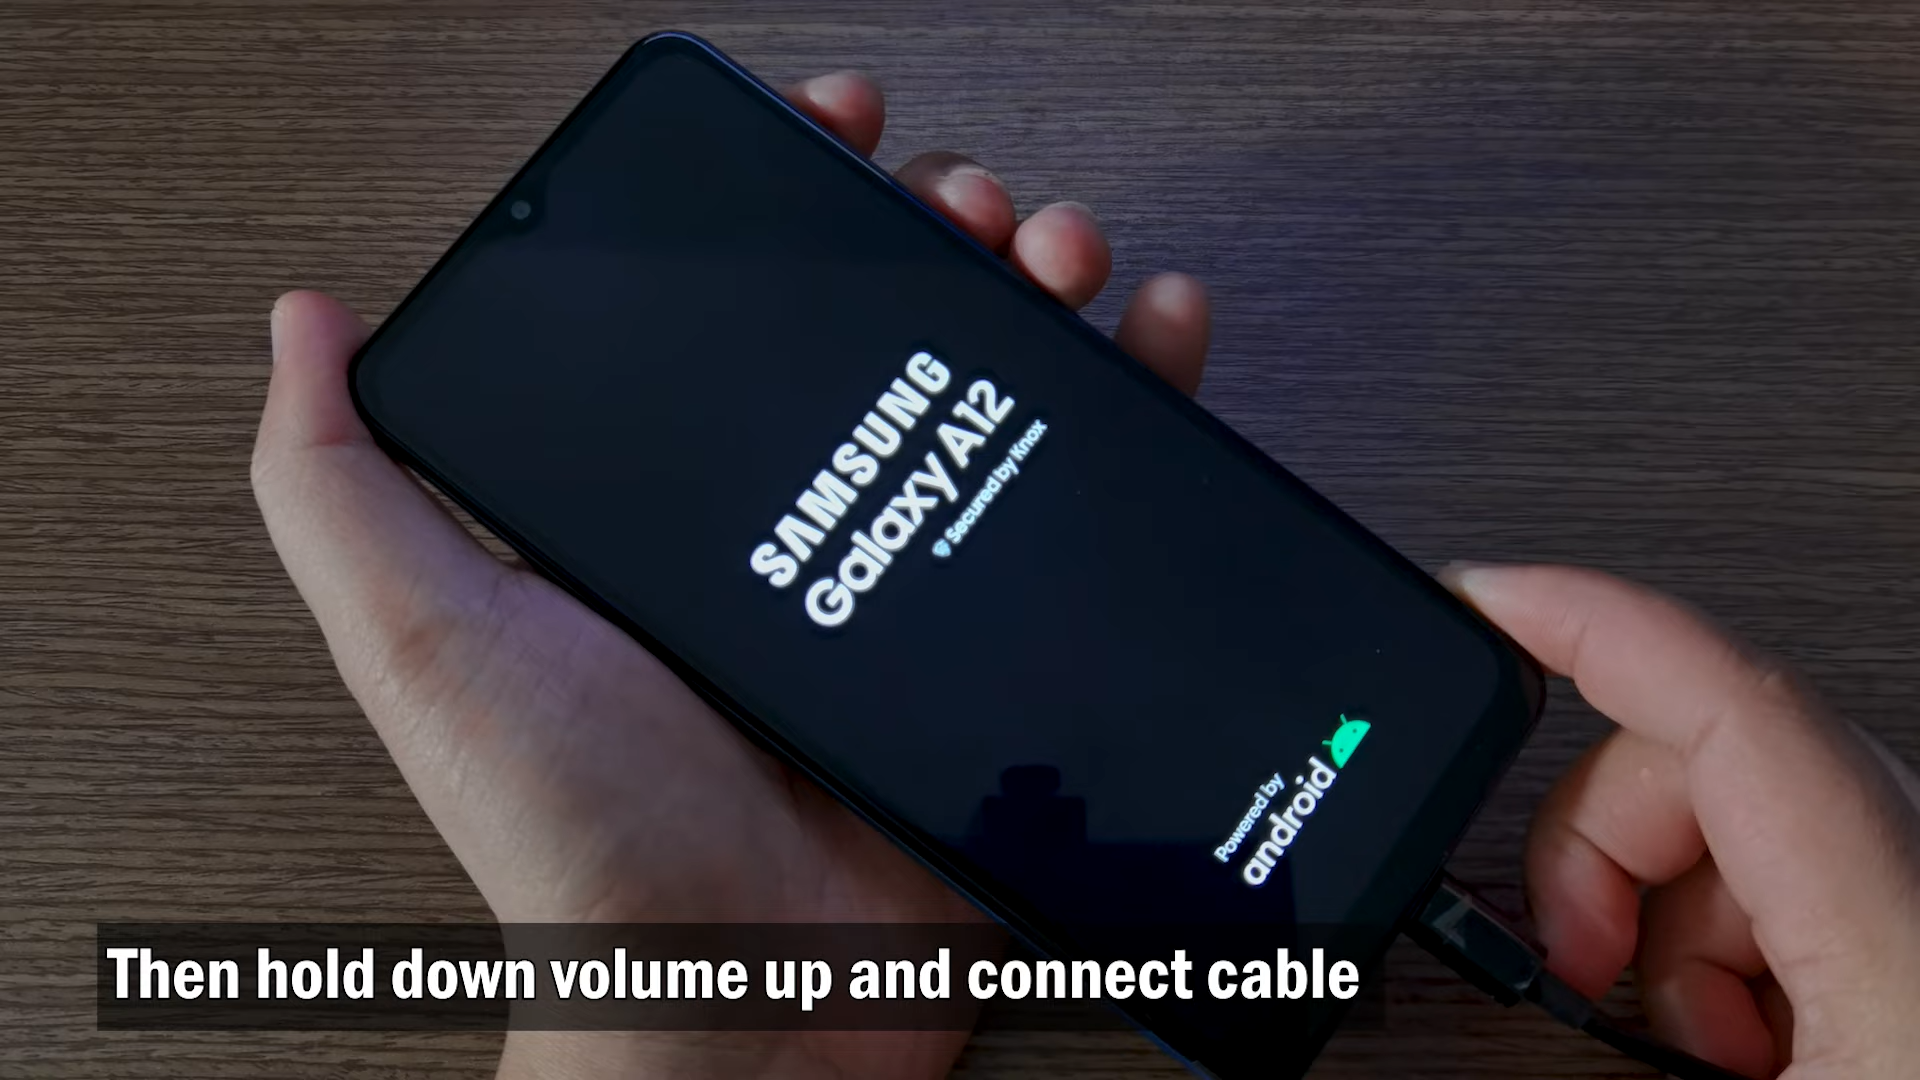 SAMSUNG
Galaxy A12
Secured by Knox
Powered by
android
Then hold down volume up and connect cable